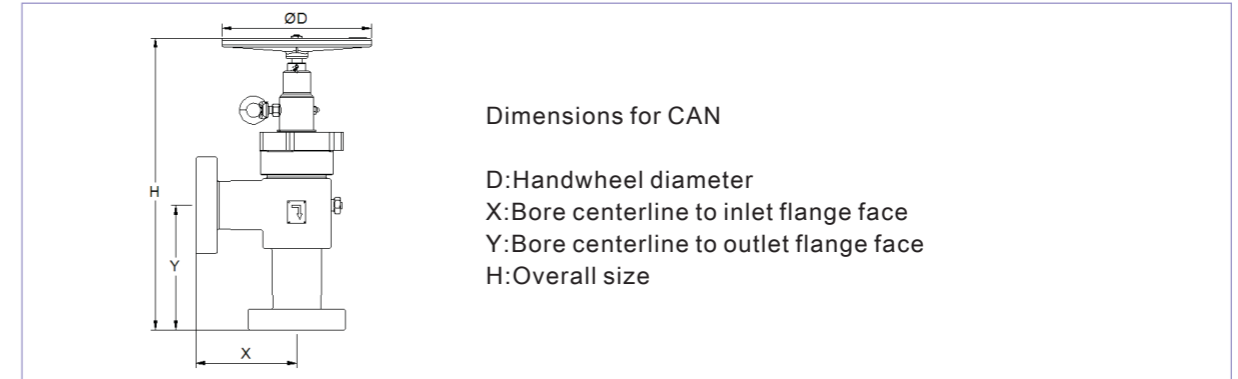 ØD
H
Y
X
Dimensions for CAN
D:Handwheel diameter
X:Bore centerline to inlet flange face
Y:Bore centerline to outlet flange face
H:Overall size